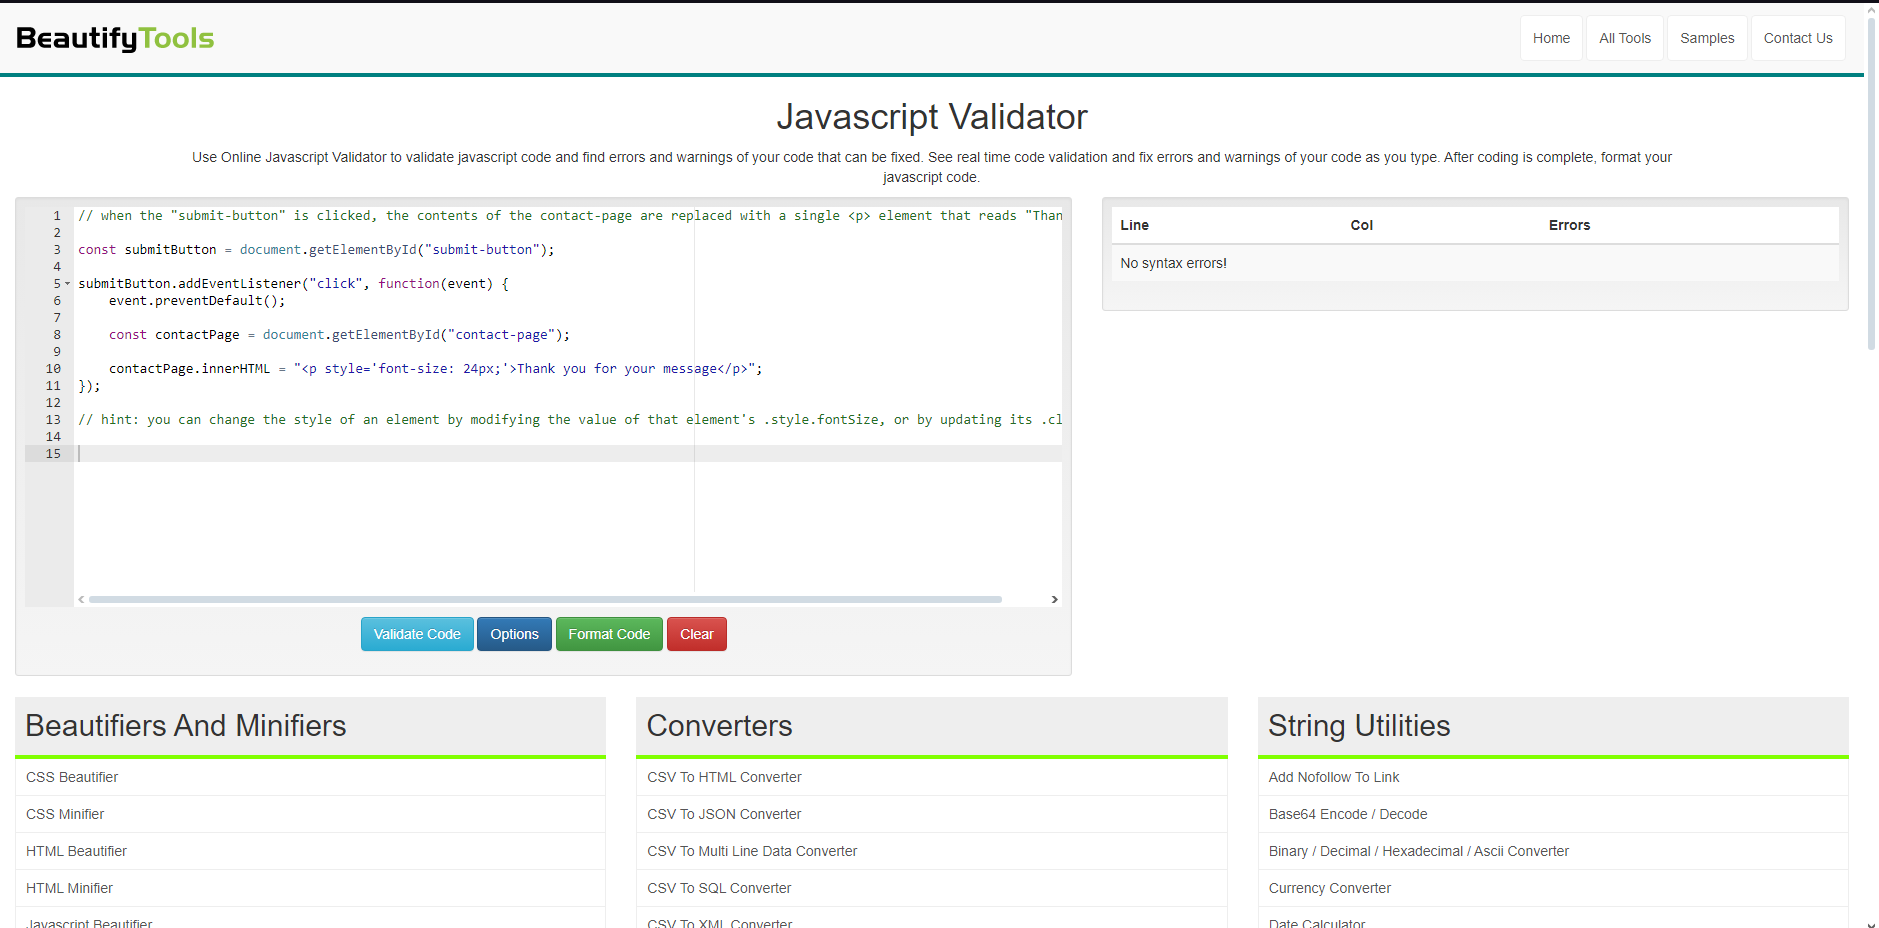 BeautifyTools
Home
All Tools
Samples
Contact Us
Javascript Validator
Use Online Javascript Validator to validate javascript code and find errors and warnings of your code that can be fixed. See real time code validation and fix errors and warnings of your code as you type. After coding is complete, format your
javascript code.
1 // when the "submit-button" is clicked, the contents of the contact-page are replaced with a single <p> element that reads "Than
2
3 const submitButton = document.getElementById("submit-button");
4
5 submitButton.addEventListener("click", function(event) {
6 event.preventDefault();
7
8 const contactPage = document.getElementById("contact-page");
9
10 contactPage.innerHTML = "<p style='font-size: 24px;'>Thank you for your message</p>";
11 });
12
13 // hint: you can change the style of an element by modifying the value of that element's .style.fontSize, or by updating its .cl
14
15
Validate Code
Options
Format Code
Clear
Line Col Errors
No syntax errors!
Beautifiers And Minifiers
CSS Beautifier
CSS Minifier
HTML Beautifier
HTML Minifier
Javascript Beautifier
Converters
CSV To HTML Converter
CSV To JSON Converter
CSV To Multi Line Data Converter
CSV To SQL Converter
CSV To XML Converter
String Utilities
Add Nofollow To Link
Base64 Encode / Decode
Binary / Decimal / Hexadecimal / Ascii Converter
Currency Converter
Date Calculator